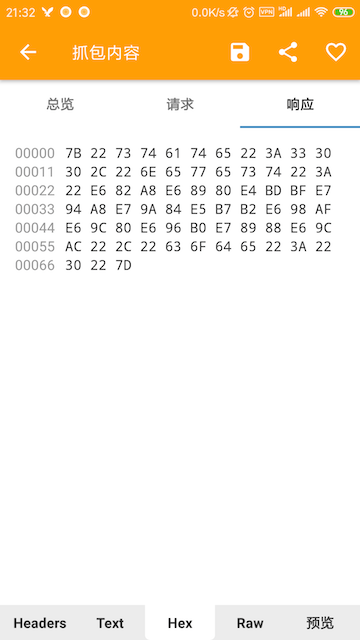 21:32 0.0K/s VPN 96
抓包内容
总览 请求 响应
00000 7B 22 73 74 61 74 65 22 3A 33 30
00011 30 2C 22 6E 65 77 65 73 74 22 3A
00022 22 E6 82 A8 E6 89 80 E4 BD BF E7
00033 94 A8 E7 9A 84 E5 B7 B2 E6 98 AF
00044 E6 9C 80 E6 96 B0 E7 89 88 E6 9C
00055 AC 22 2C 22 63 6F 64 65 22 3A 22
00066 30 22 7D
Headers Text Hex Raw 预览